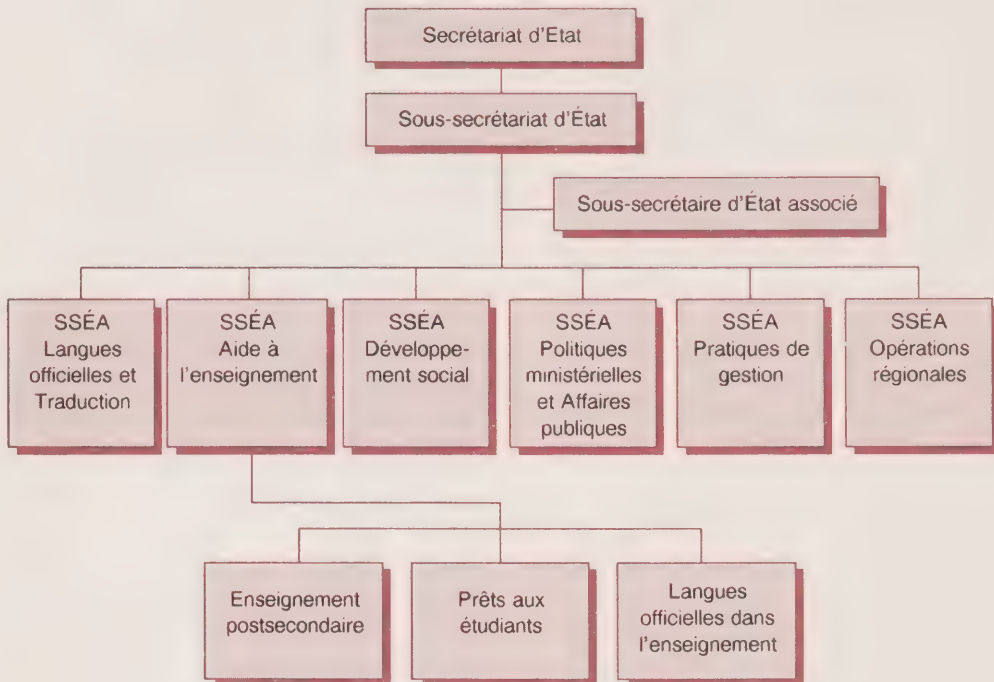 Secrétariat d'Etat
Sous-secrétariat d'État
Sous-secrétaire d'État associé
SSÉA
Langues
officielles et
Traduction
SSÉA
Aide à
l'enseignement
SSÉA
Développe-
ment social
SSÉA
Politiques
ministérielles
et Affaires
publiques
SSÉA
Pratiques de
gestion
SSÉA
Opérations
régionales
Enseignement
postsecondaire
Prêts aux
étudiants
Langues
officielles dans
l'enseignement